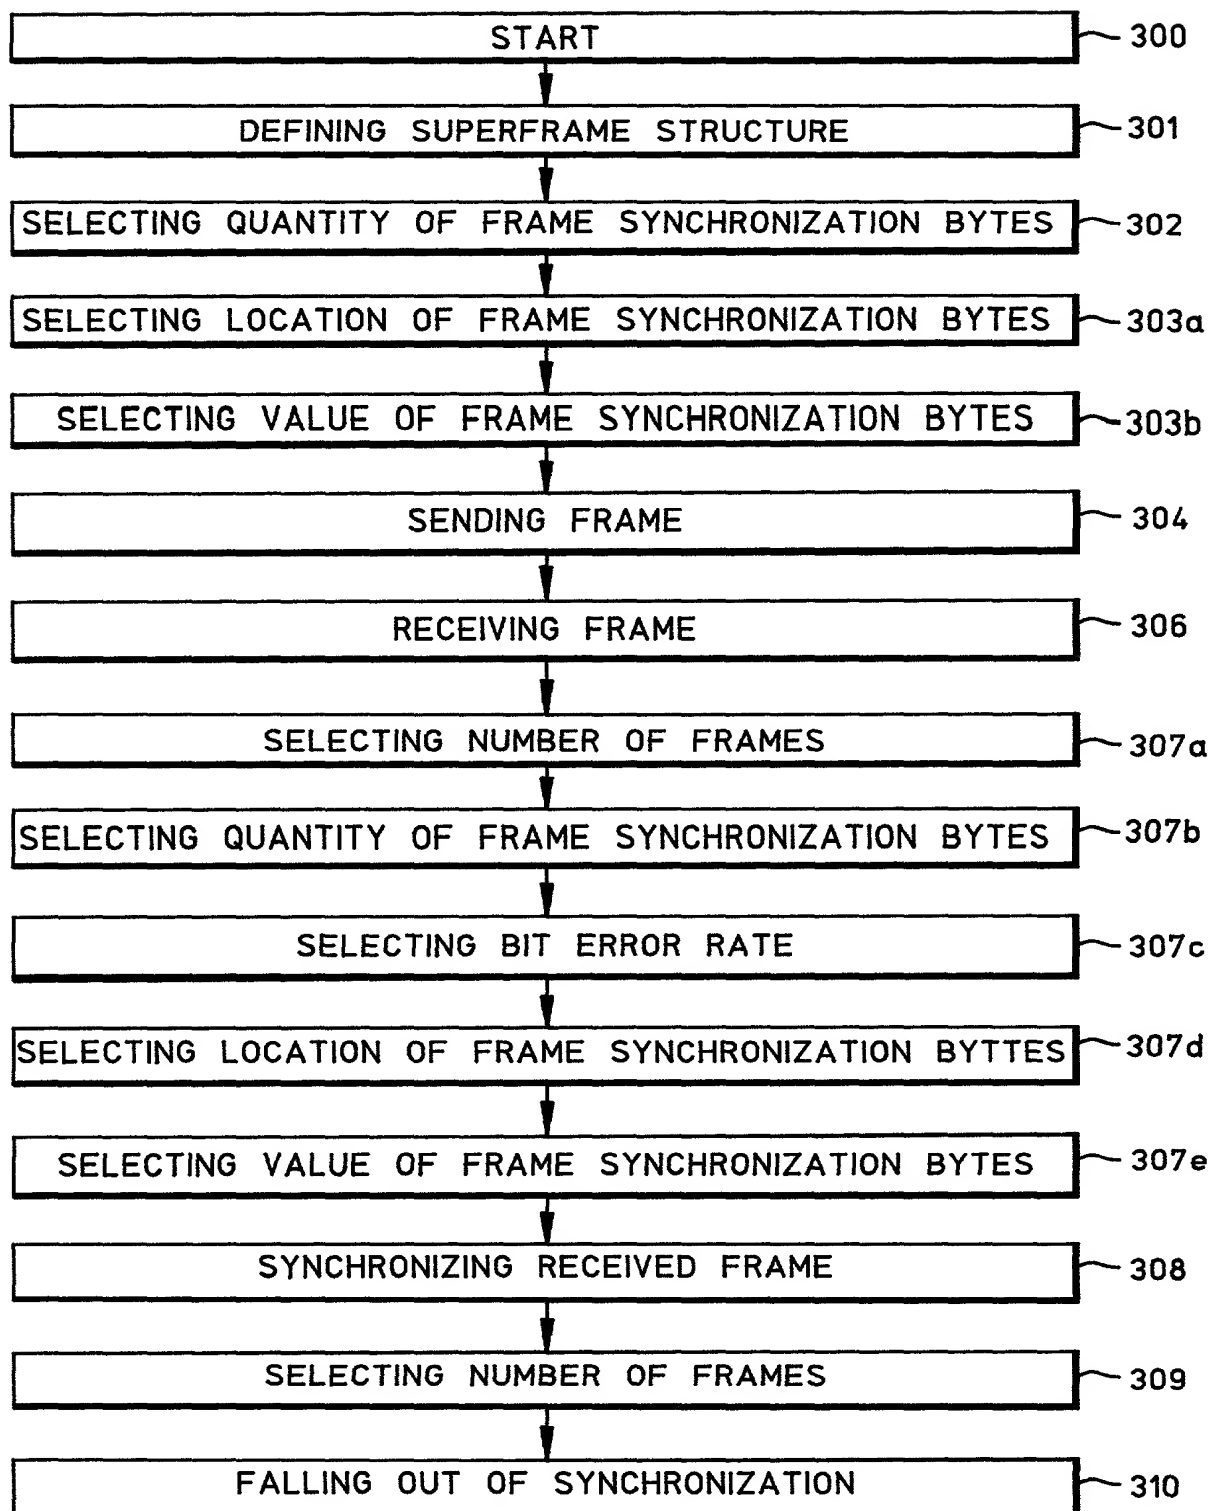 START 300
DEFINING SUPERFRAME STRUCTURE 301
SELECTING QUANTITY OF FRAME SYNCHRONIZATION BYTES 302
SELECTING LOCATION OF FRAME SYNCHRONIZATION BYTES 303a
SELECTING VALUE OF FRAME SYNCHRONIZATION BYTES 303b
SENDING FRAME 304
RECEIVING FRAME 306
SELECTING NUMBER OF FRAMES 307a
SELECTING QUANTITY OF FRAME SYNCHRONIZATION BYTES 307b
SELECTING BIT ERROR RATE 307c
SELECTING LOCATION OF FRAME SYNCHRONIZATION BYTTES 307d
SELECTING VALUE OF FRAME SYNCHRONIZATION BYTES 307e
SYNCHRONIZING RECEIVED FRAME 308
SELECTING NUMBER OF FRAMES 309
FALLING OUT OF SYNCHRONIZATION 310